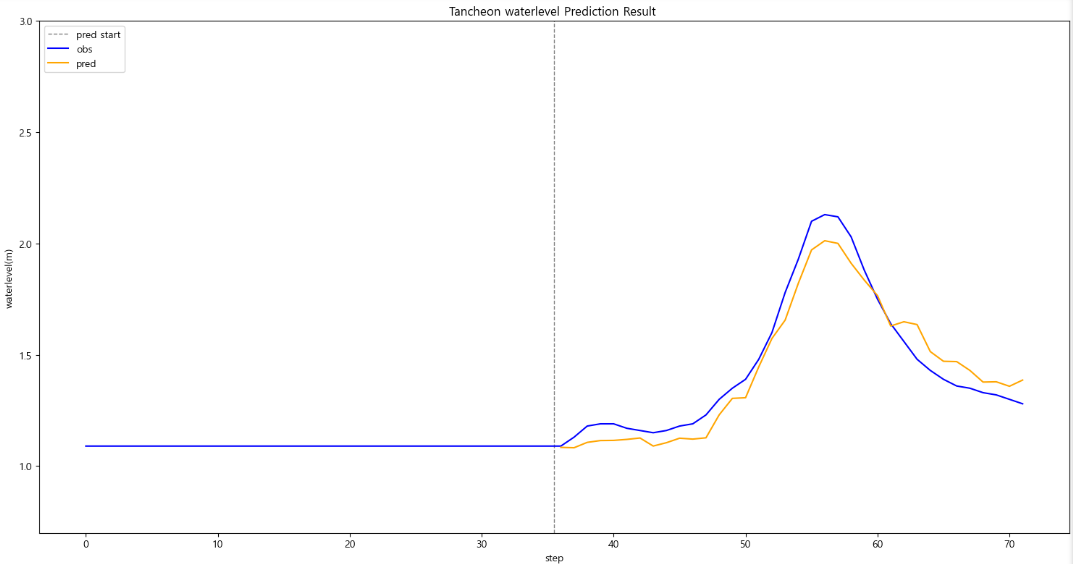 Tancheon waterlevel Prediction Result
pred start
obs
pred
waterlevel(m)
3.0
2.5
2.0
1.5
1.0
0 10 20 30 40 50 60 70
step